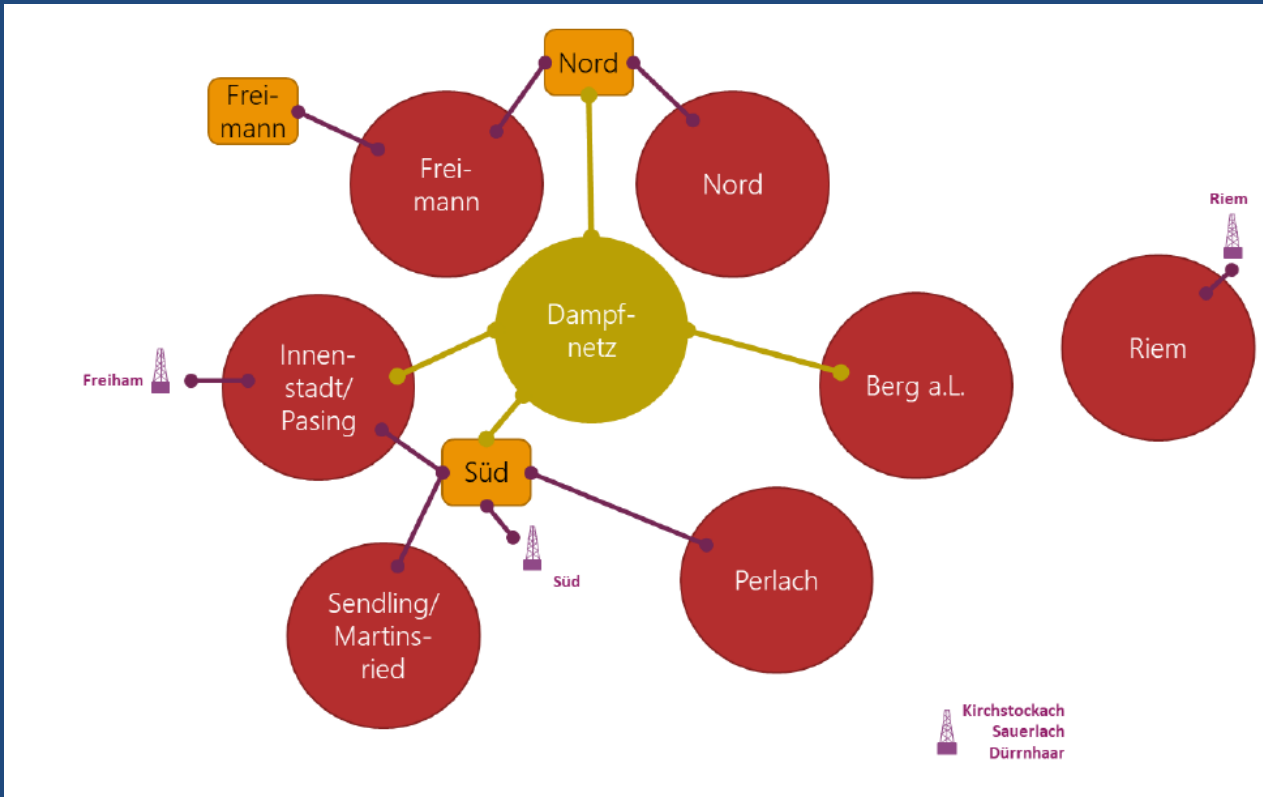 Nord
Frei-
mann
Frei-
mann
Nord
Riem
Dampf-
netz
Innen-
stadt/
Pasing
Freiham
Berg a.L.
Riem
Süd
Süd
Perlach
Sendling/
Martins-
ried
Kirchstockach
Sauerlach
Dürrnhaar